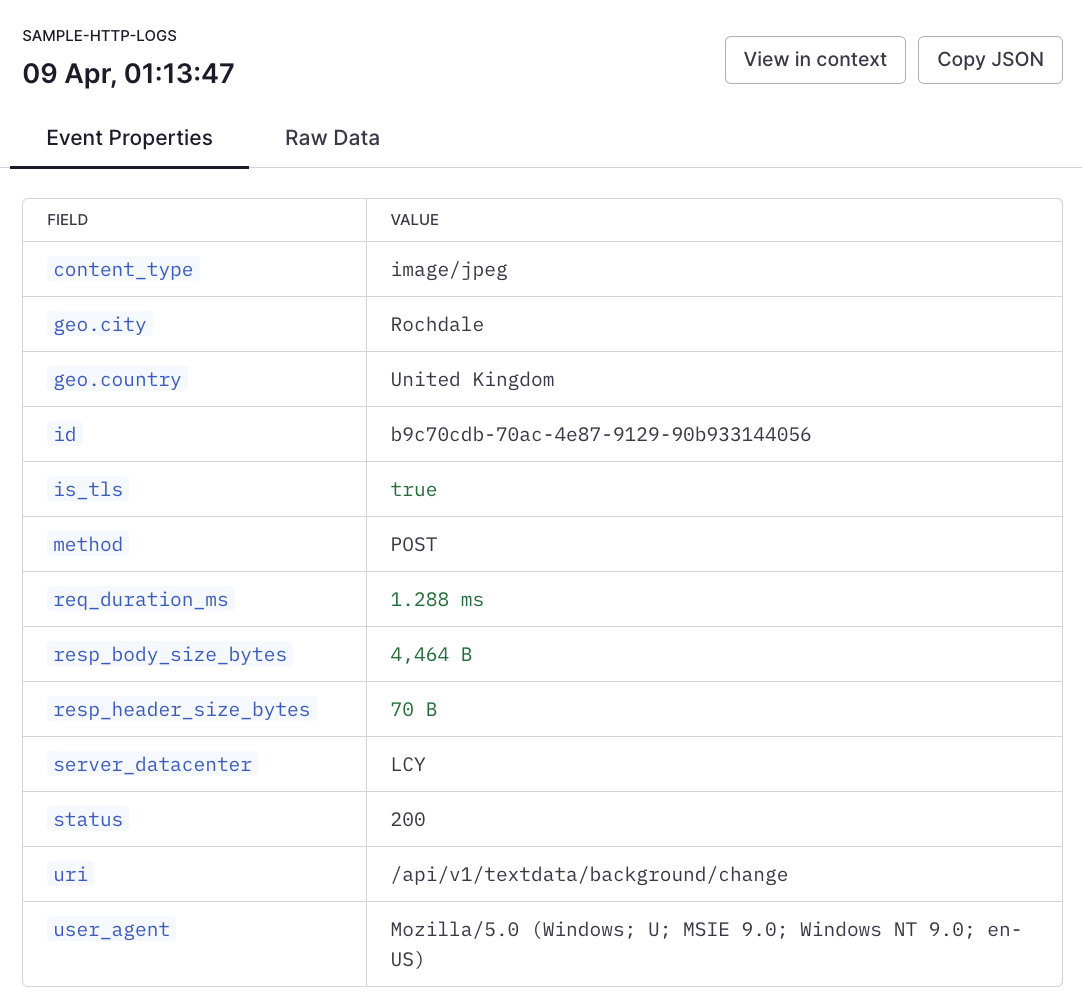 SAMPLE-HTTP-LOGS
09 Apr, 01:13:47
View in context
Copy JSON
Event Properties
Raw Data
FIELD VALUE
content_type image/jpeg
geo.city Rochdale
geo.country United Kingdom
id b9c70cdb-70ac-4e87-9129-90b933144056
is_tls true
method POST
req_duration_ms 1.288 ms
resp_body_size_bytes 4,464 B
resp_header_size_bytes 70 B
server_datacenter LCY
status 200
uri /api/v1/textdata/background/change
user_agent Mozilla/5.0 (Windows; U; MSIE 9.0; Windows NT 9.0; en-
US)